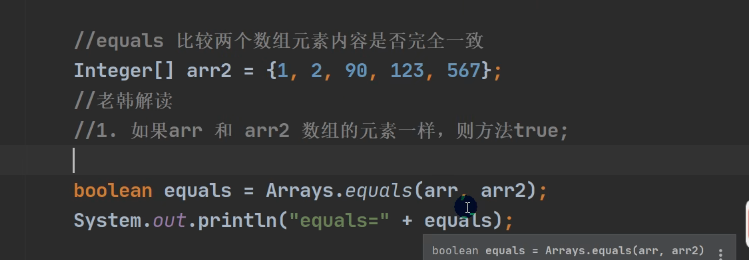 //equals 比较两个数组元素内容是否完全一致
Integer[] arr2 = {1, 2, 90, 123, 567};
//老韩解读
//1. 如果arr 和 arr2 数组的元素一样，则方法true;
boolean equals = Arrays.equals(arr, arr2);
System.out.println("equals=" + equals);
boolean equals = Arrays.equals(arr, arr2)